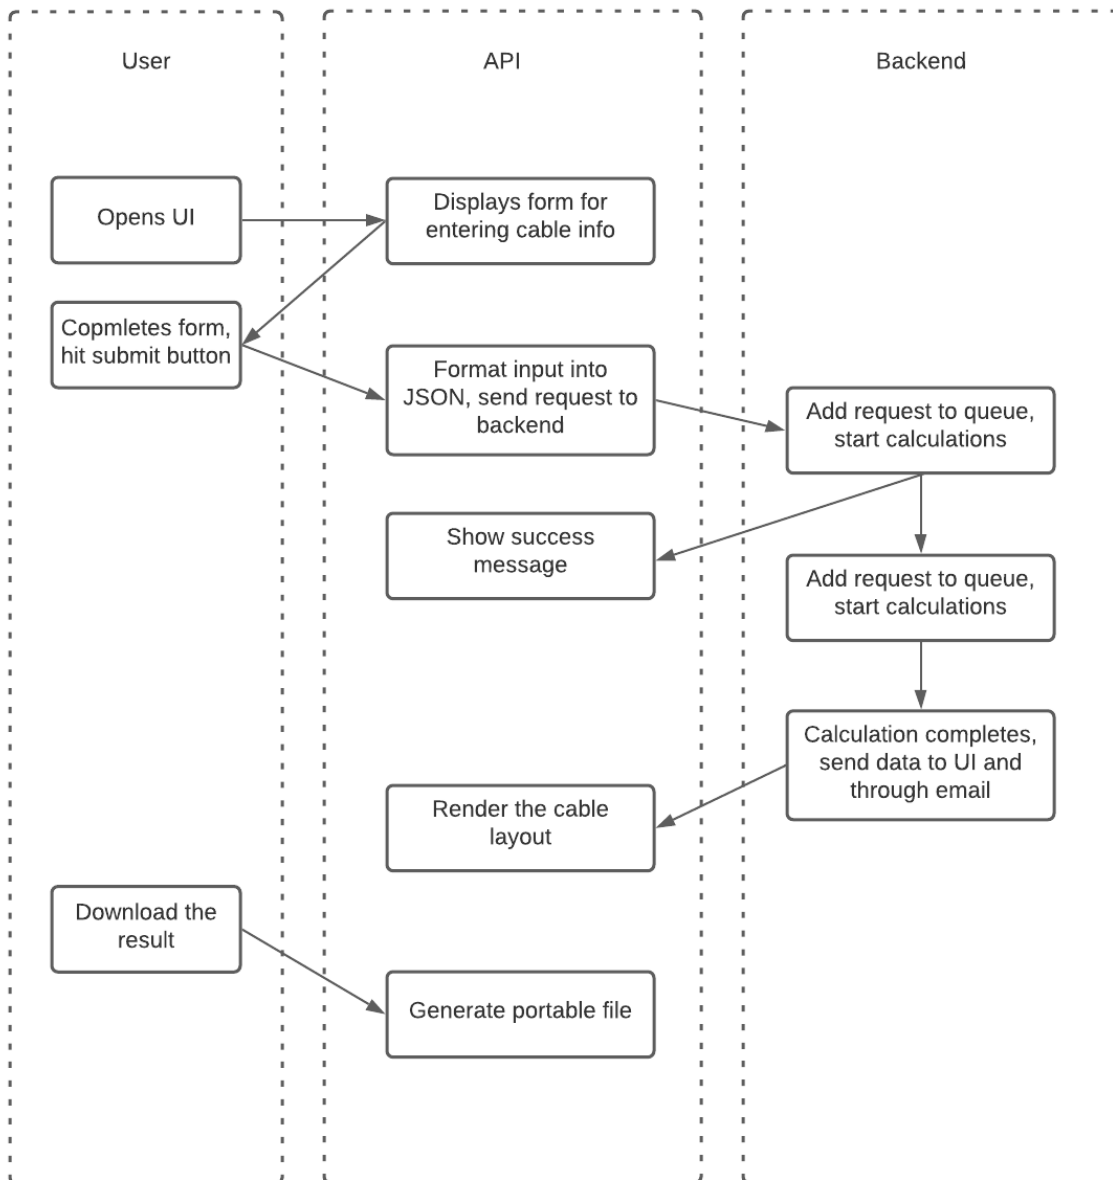 User
API
Backend
Opens UI
Displays form for
entering cable info
Copmletes form,
hit submit button
Format input into
JSON, send request to
backend
Add request to queue,
start calculations
Show success
message
Add request to queue,
start calculations
Calculation completes,
send data to UI and
through email
Render the cable
layout
Download the
result
Generate portable file